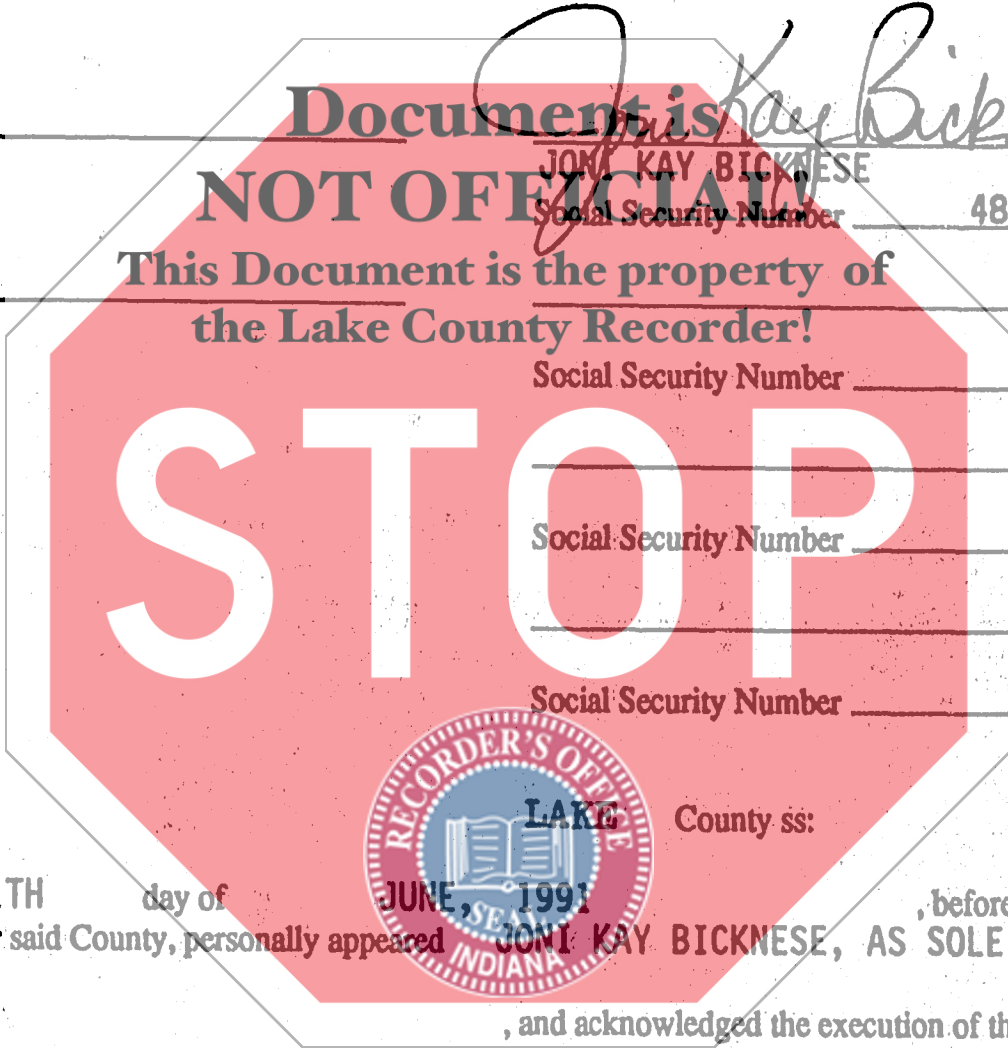 Joni Kay Bick
Document is
JONI KAY BICKNESE
NOT OFFICIAL!
Social Security Number 48
This Document is the property of
the Lake County Recorder!
Social Security Number
STOP
Social Security Number
Social Security Number
RECORDER'S OFFICE
LAKE County ss:
TH day of JUNE, 1991 , before
SEAL
said County, personally appeared JONI KAY BICKNESE, AS SOLE
INDIANA
, and acknowledged the execution of th